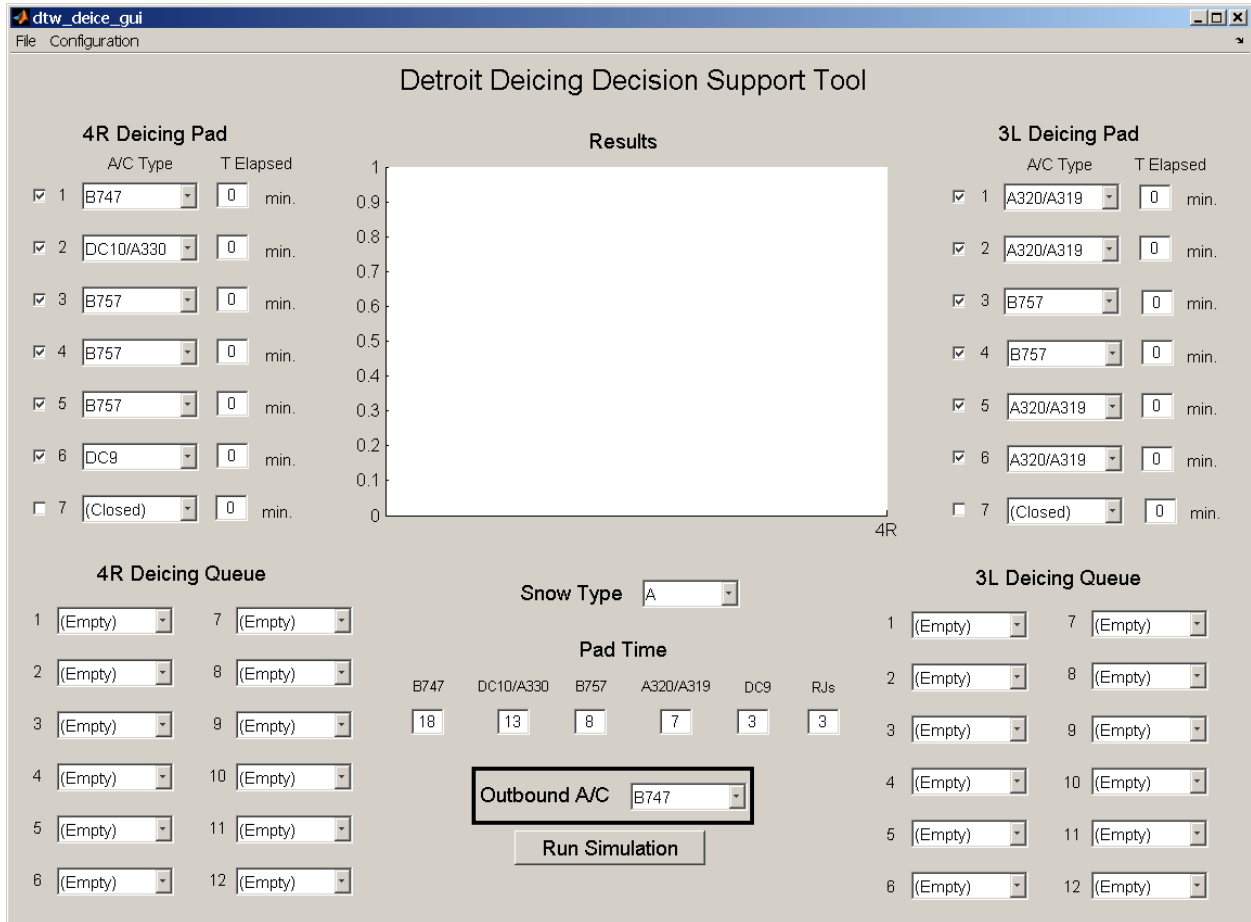 dtw_deice_gui
File Configuration
Detroit Deicing Decision Support Tool
4R Deicing Pad
A/C Type T Elapsed
1 B747 0 min.
2 DC10/A330 0 min.
3 B757 0 min.
4 B757 0 min.
5 B757 0 min.
6 DC9 0 min.
7 (Closed) 0 min.
Results
1
0.9
0.8
0.7
0.6
0.5
0.4
0.3
0.2
0.1
0
4R
3L Deicing Pad
A/C Type T Elapsed
1 A320/A319 0 min.
2 A320/A319 0 min.
3 B757 0 min.
4 B757 0 min.
5 A320/A319 0 min.
6 A320/A319 0 min.
7 (Closed) 0 min.
4R Deicing Queue
1 (Empty) 7 (Empty)
2 (Empty) 8 (Empty)
3 (Empty) 9 (Empty)
4 (Empty) 10 (Empty)
5 (Empty) 11 (Empty)
6 (Empty) 12 (Empty)
Snow Type A
Pad Time
B747 DC10/A330 B757 A320/A319 DC9 RJs
18 13 8 7 3 3
Outbound A/C B747
Run Simulation
3L Deicing Queue
1 (Empty) 7 (Empty)
2 (Empty) 8 (Empty)
3 (Empty) 9 (Empty)
4 (Empty) 10 (Empty)
5 (Empty) 11 (Empty)
6 (Empty) 12 (Empty)